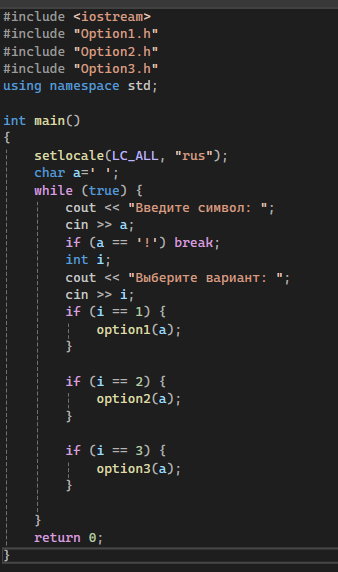 #include <iostream>
#include "Option1.h"
#include "Option2.h"
#include "Option3.h"
using namespace std;
int main()
{
setlocale(LC_ALL, "rus");
char a=' ';
while (true) {
cout << "Введите символ: ";
cin >> a;
if (a == '!') break;
int i;
cout << "Выберите вариант: ";
cin >> i;
if (i == 1) {
option1(a);
}
if (i == 2) {
option2(a);
}
if (i == 3) {
option3(a);
}
}
return 0;
}